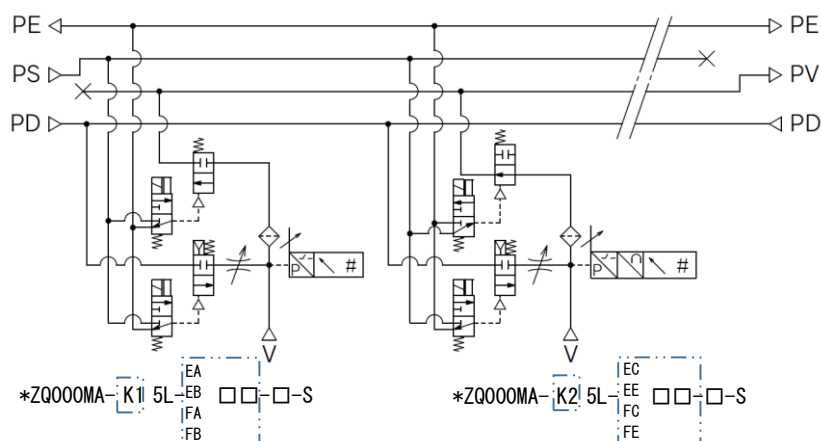 PE PE
PS PV
PD PD
P #
P #
V V
*ZQ000MA-K1 5L-□□-□-S
EA
EB
FA
FB
*ZQ000MA-K2 5L-□□-□-S
EC
EE
FC
FE